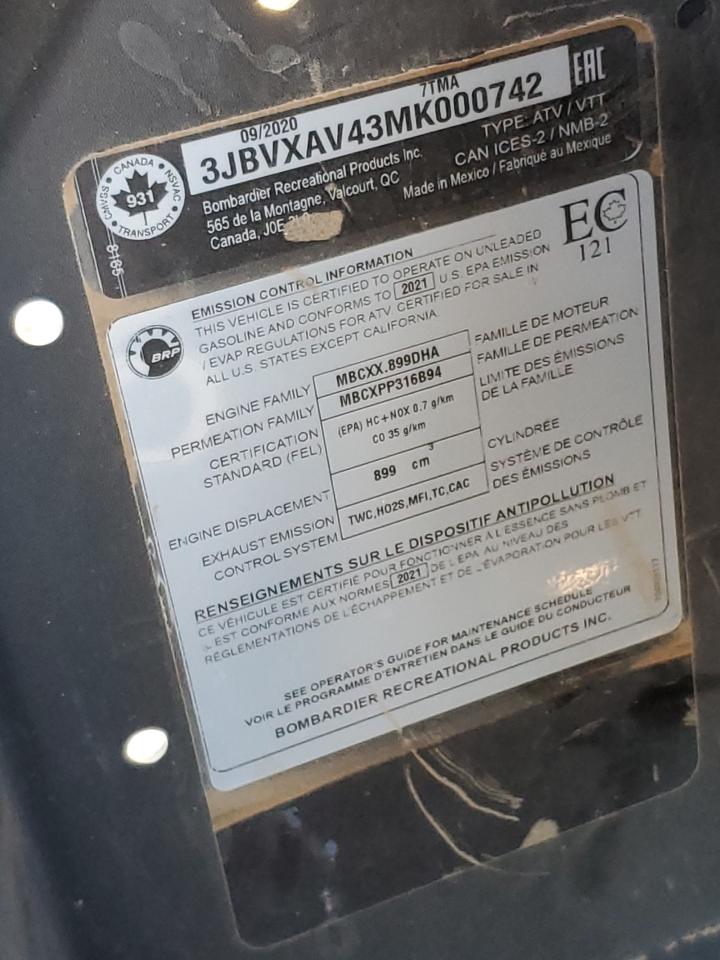 7TMA
09/2020
3JBVXAV43MK000742
EAC
CANADA
CMVSS
NSVAC
931
TRANSPORT
Bombardier Recreational Products Inc.
565 de la Montagne, Valcourt, QC
Canada, J0E
TYPE: ATV / VTT
CAN ICES-2 / NMB-2
Made in Mexico / Fabriqué au Mexique
8165
EC
121
BRP
EMISSION CONTROL INFORMATION
THIS VEHICLE IS CERTIFIED TO OPERATE ON UNLEADED
GASOLINE AND CONFORMS TO 2021 U.S. EPA EMISSION
/ EVAP REGULATIONS FOR ATV. CERTIFIED FOR SALE IN
ALL U.S. STATES EXCEPT CALIFORNIA.
ENGINE FAMILY MBCXX.899DHA FAMILLE DE MOTEUR
PERMEATION FAMILY MBCXPP316B94 FAMILLE DE PERMEATION
CERTIFICATION (EPA) HC+NOX 0.7 g/km LIMITE DES ÉMISSIONS
STANDARD (FEL) CO 35 g/km DE LA FAMILLE
ENGINE DISPLACEMENT 899 cm³ CYLINDRÉE
EXHAUST EMISSION TWC,HO2S,MFI,TC,CAC SYSTÈME DE CONTRÔLE
CONTROL SYSTEM DES ÉMISSIONS
RENSEIGNEMENTS SUR LE DISPOSITIF ANTIPOLLUTION
CE VÉHICULE EST CERTIFIÉ POUR FONCTIONNER À L'ESSENCE SANS PLOMB ET
EST CONFORME AUX NORMES 2021 DE L'EPA AU NIVEAU DES
RÉGLEMENTATIONS DE L'ÉCHAPPEMENT ET DE L'ÉVAPORATION POUR LES VTT.
SEE OPERATOR'S GUIDE FOR MAINTENANCE SCHEDULE
VOIR LE PROGRAMME D'ENTRETIEN DANS LE GUIDE DU CONDUCTEUR
BOMBARDIER RECREATIONAL PRODUCTS INC.